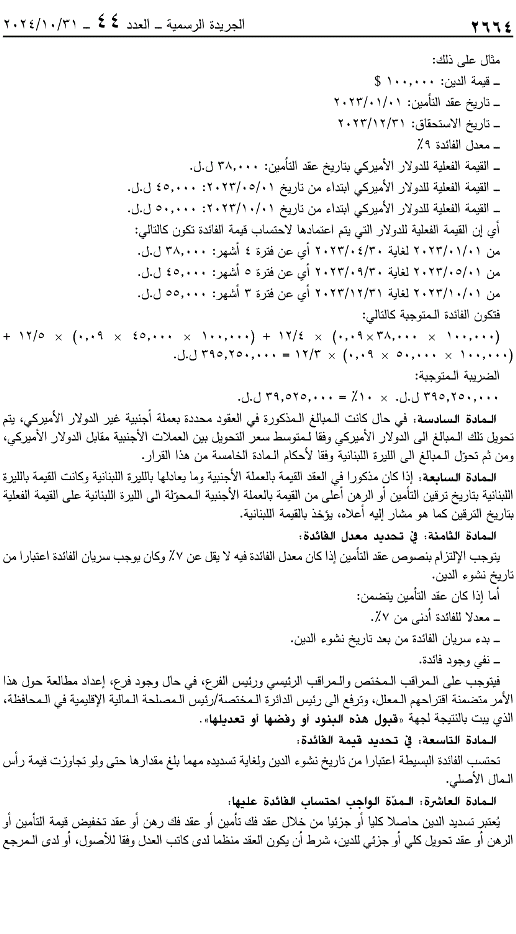 ٢٦٦٤
الجريدة الرسمية ــ العدد ٤٤ ــ ٢٠٢٤/١٠/٣١
مثال على ذلك:
ــ قيمة الدين: ١٠٠,٠٠٠ $
ــ تاريخ عقد التأمين: ٢٠٢٣/٠١/٠١
ــ تاريخ الاستحقاق: ٢٠٢٣/١٢/٣١
ــ معدل الفائدة ٩٪
ــ القيمة الفعلية للدولار الأميركي بتاريخ عقد التأمين: ٣٨,٠٠٠ ل.ل.
ــ القيمة الفعلية للدولار الأميركي ابتداء من تاريخ ٢٠٢٣/٠٥/٠١: ٤٥,٠٠٠ ل.ل.
ــ القيمة الفعلية للدولار الأميركي ابتداء من تاريخ ٢٠٢٣/١٠/٠١: ٥٠,٠٠٠ ل.ل.
أي إن القيمة الفعلية للدولار التي يتم اعتمادها لاحتساب قيمة الفائدة تكون كالتالي:
من ٢٠٢٣/٠١/٠١ لغاية ٢٠٢٣/٠٤/٣٠ أي عن فترة ٤ أشهر: ٣٨,٠٠٠ ل.ل.
من ٢٠٢٣/٠٥/٠١ لغاية ٢٠٢٣/٠٩/٣٠ أي عن فترة ٥ أشهر: ٤٥,٠٠٠ ل.ل.
من ٢٠٢٣/١٠/٠١ لغاية ٢٠٢٣/١٢/٣١ أي عن فترة ٣ أشهر: ٥٥,٠٠٠ ل.ل.
فتكون الفائدة المتوجبة كالتالي:
(١٠٠,٠٠٠ × ٣٨,٠٠٠×٠,٠٩) × ١٢/٤ + (١٠٠,٠٠٠ × ٤٥,٠٠٠ × ٠,٠٩) × ١٢/٥ +
(١٠٠,٠٠٠ × ٥٠,٠٠٠ × ٠,٠٩) × ١٢/٣ = ٣٩٥,٢٥٠,٠٠٠ ل.ل.
الضريبة المتوجبة:
٣٩٥,٢٥٠,٠٠٠ ل.ل. × ١٠٪ = ٣٩,٥٢٥,٠٠٠ ل.ل.
المادة السادسة: في حال كانت المبالغ المذكورة في العقود محددة بعملة أجنبية غير الدولار الأميركي، يتم
تحويل تلك المبالغ الى الدولار الأميركي وفقا لمتوسط سعر التحويل بين العملات الأجنبية مقابل الدولار الأميركي،
ومن ثم تحوّل المبالغ الى الليرة اللبنانية وفقا لأحكام المادة الخامسة من هذا القرار.
المادة السابعة: إذا كان مذكورا في العقد القيمة بالعملة الأجنبية وما يعادلها بالليرة اللبنانية وكانت القيمة بالليرة
اللبنانية بتاريخ ترقين التأمين أو الرهن أعلى من القيمة بالعملة الأجنبية المحوّلة الى الليرة اللبنانية على القيمة الفعلية
بتاريخ الترقين كما هو مشار إليه أعلاه، يؤخذ بالقيمة اللبنانية.
المادة الثامنة: في تحديد معدل الفائدة:
يتوجب الإلتزام بنصوص عقد التأمين إذا كان معدل الفائدة فيه لا يقل عن ٧٪ وكان يوجب سريان الفائدة اعتبارا من
تاريخ نشوء الدين.
أما إذا كان عقد التأمين يتضمن:
ــ معدلا للفائدة أدنى من ٧٪.
ــ بدء سريان الفائدة من بعد تاريخ نشوء الدين.
ــ نفي وجود فائدة.
فيتوجب على المراقب المختص والمراقب الرئيسي ورئيس الفرع، في حال وجود فرع، إعداد مطالعة حول هذا
الأمر متضمنة اقتراحهم المعلل، وترفع الى رئيس الدائرة المختصة/رئيس المصلحة المالية الإقليمية في المحافظة،
الذي يبت بالنتيجة لجهة «قبول هذه البنود أو رفضها أو تعديلها».
المادة التاسعة: في تحديد قيمة الفائدة:
تحتسب الفائدة البسيطة اعتبارا من تاريخ نشوء الدين ولغاية تسديده مهما بلغ مقدارها حتى ولو تجاوزت قيمة رأس
المال الأصلي.
المادة العاشرة: المدّة الواجب احتساب الفائدة عليها:
يُعتبر تسديد الدين حاصلا كليا أو جزئيا من خلال عقد فك تأمين أو عقد فك رهن أو عقد تخفيض قيمة التأمين أو
الرهن أو عقد تحويل كلي أو جزئي للدين، شرط أن يكون العقد منظما لدى كاتب العدل وفقا للأصول، أو لدى المرجع